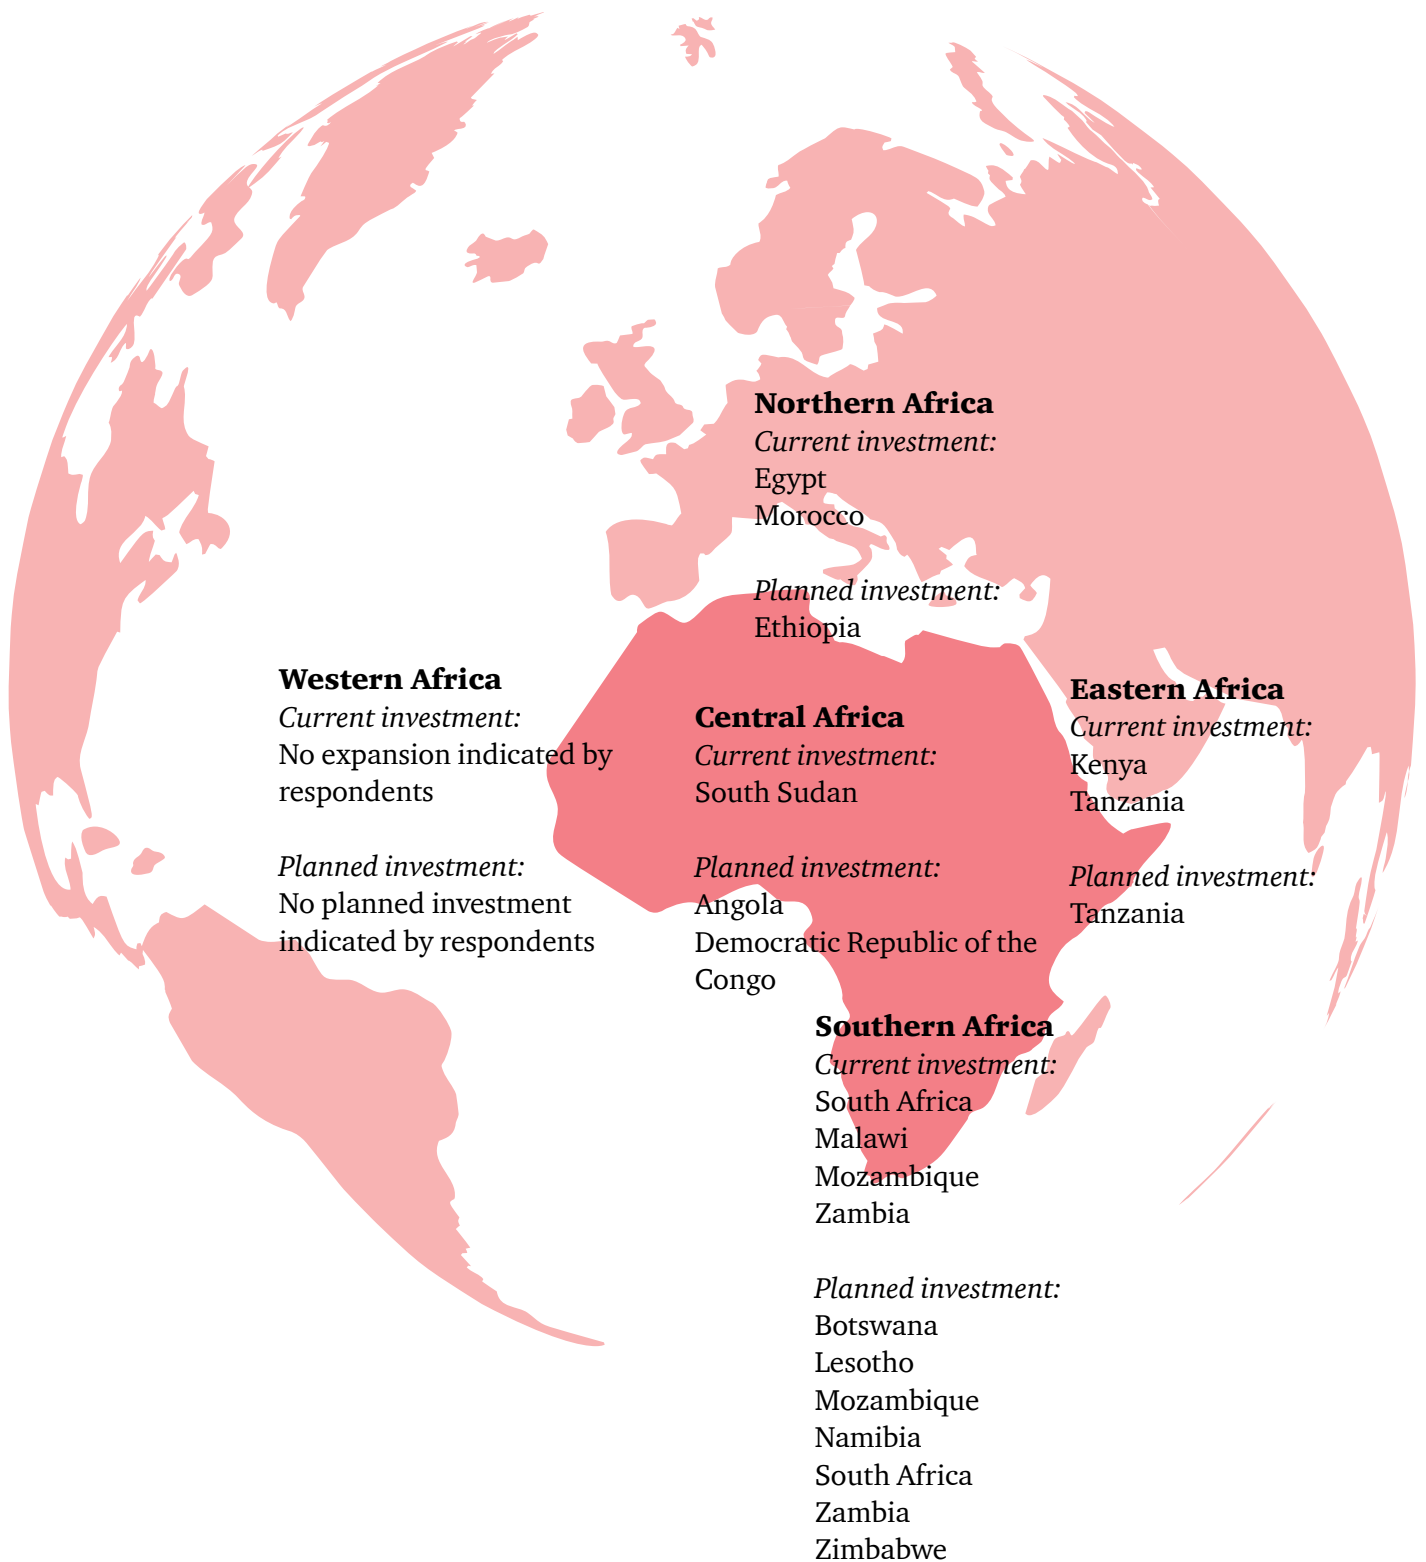 Northern Africa
Current investment:
Egypt
Morocco
Planned investment:
Ethiopia
Western Africa
Current investment:
No expansion indicated by
respondents
Planned investment:
No planned investment
indicated by respondents
Central Africa
Current investment:
South Sudan
Planned investment:
Angola
Democratic Republic of the
Congo
Eastern Africa
Current investment:
Kenya
Tanzania
Planned investment:
Tanzania
Southern Africa
Current investment:
South Africa
Malawi
Mozambique
Zambia
Planned investment:
Botswana
Lesotho
Mozambique
Namibia
South Africa
Zambia
Zimbabwe